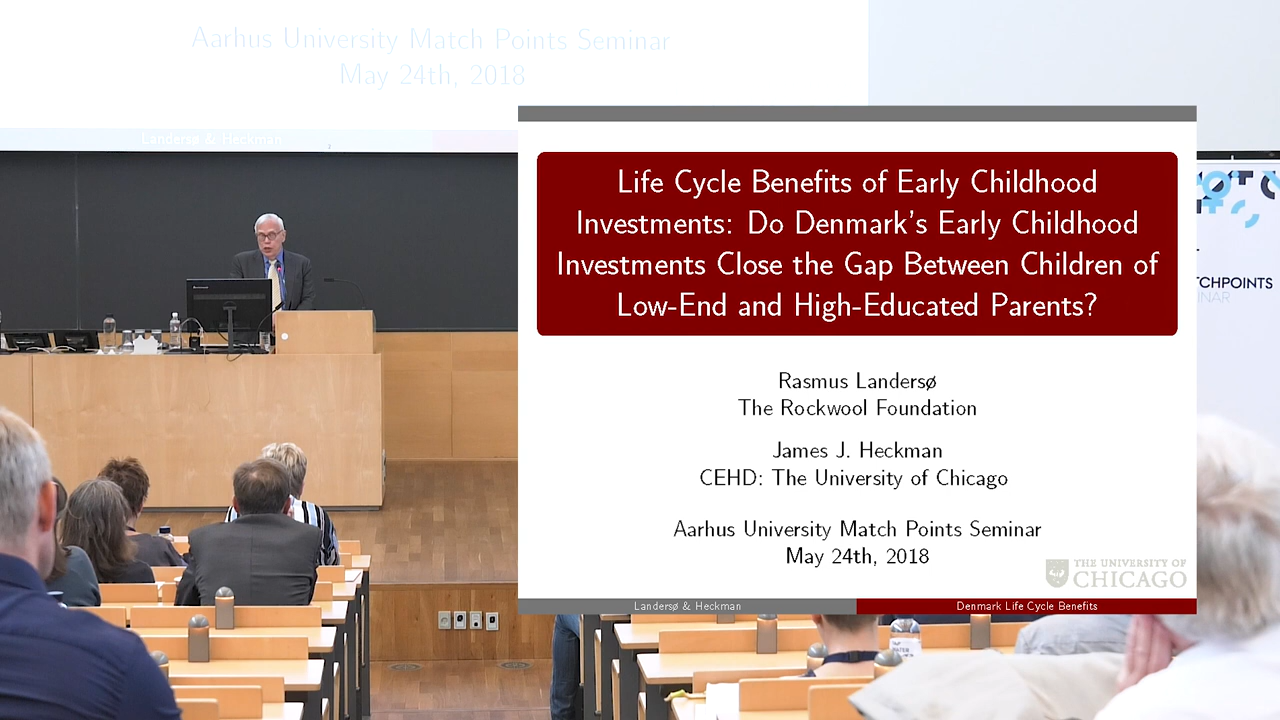 Aarhus University Match Points Seminar
May 24th, 2018
Landersø & Heckman
Life Cycle Benefits of Early Childhood
Investments: Do Denmark's Early Childhood
Investments Close the Gap Between Children of
Low-End and High-Educated Parents?
Rasmus Landersø
The Rockwool Foundation
James J. Heckman
CEHD: The University of Chicago
Aarhus University Match Points Seminar
May 24th, 2018
THE UNIVERSITY OF
CHICAGO
Landersø & Heckman
Denmark Life Cycle Benefits
TCHPOINTS
INAR